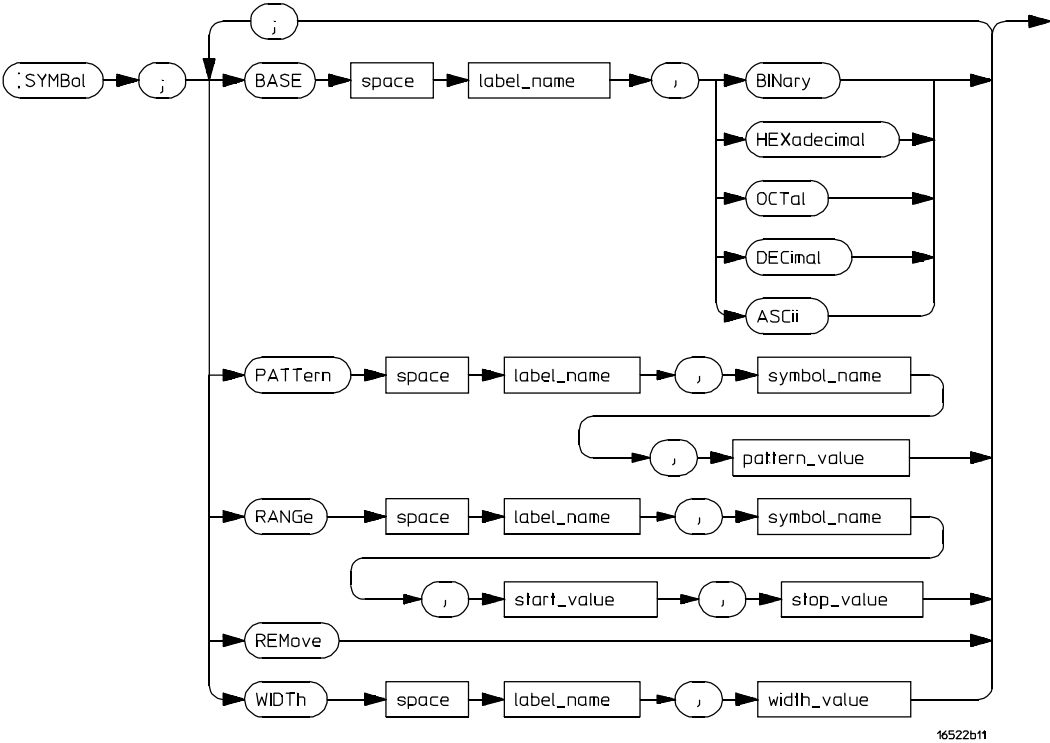 ;
:SYMBol ; BASE space label_name , BINary
HEXadecimal
OCTal
DECimal
ASCii
PATTern space label_name , symbol_name
, pattern_value
RANGe space label_name , symbol_name
, start_value , stop_value
REMove
WIDTh space label_name , width_value
16522b11